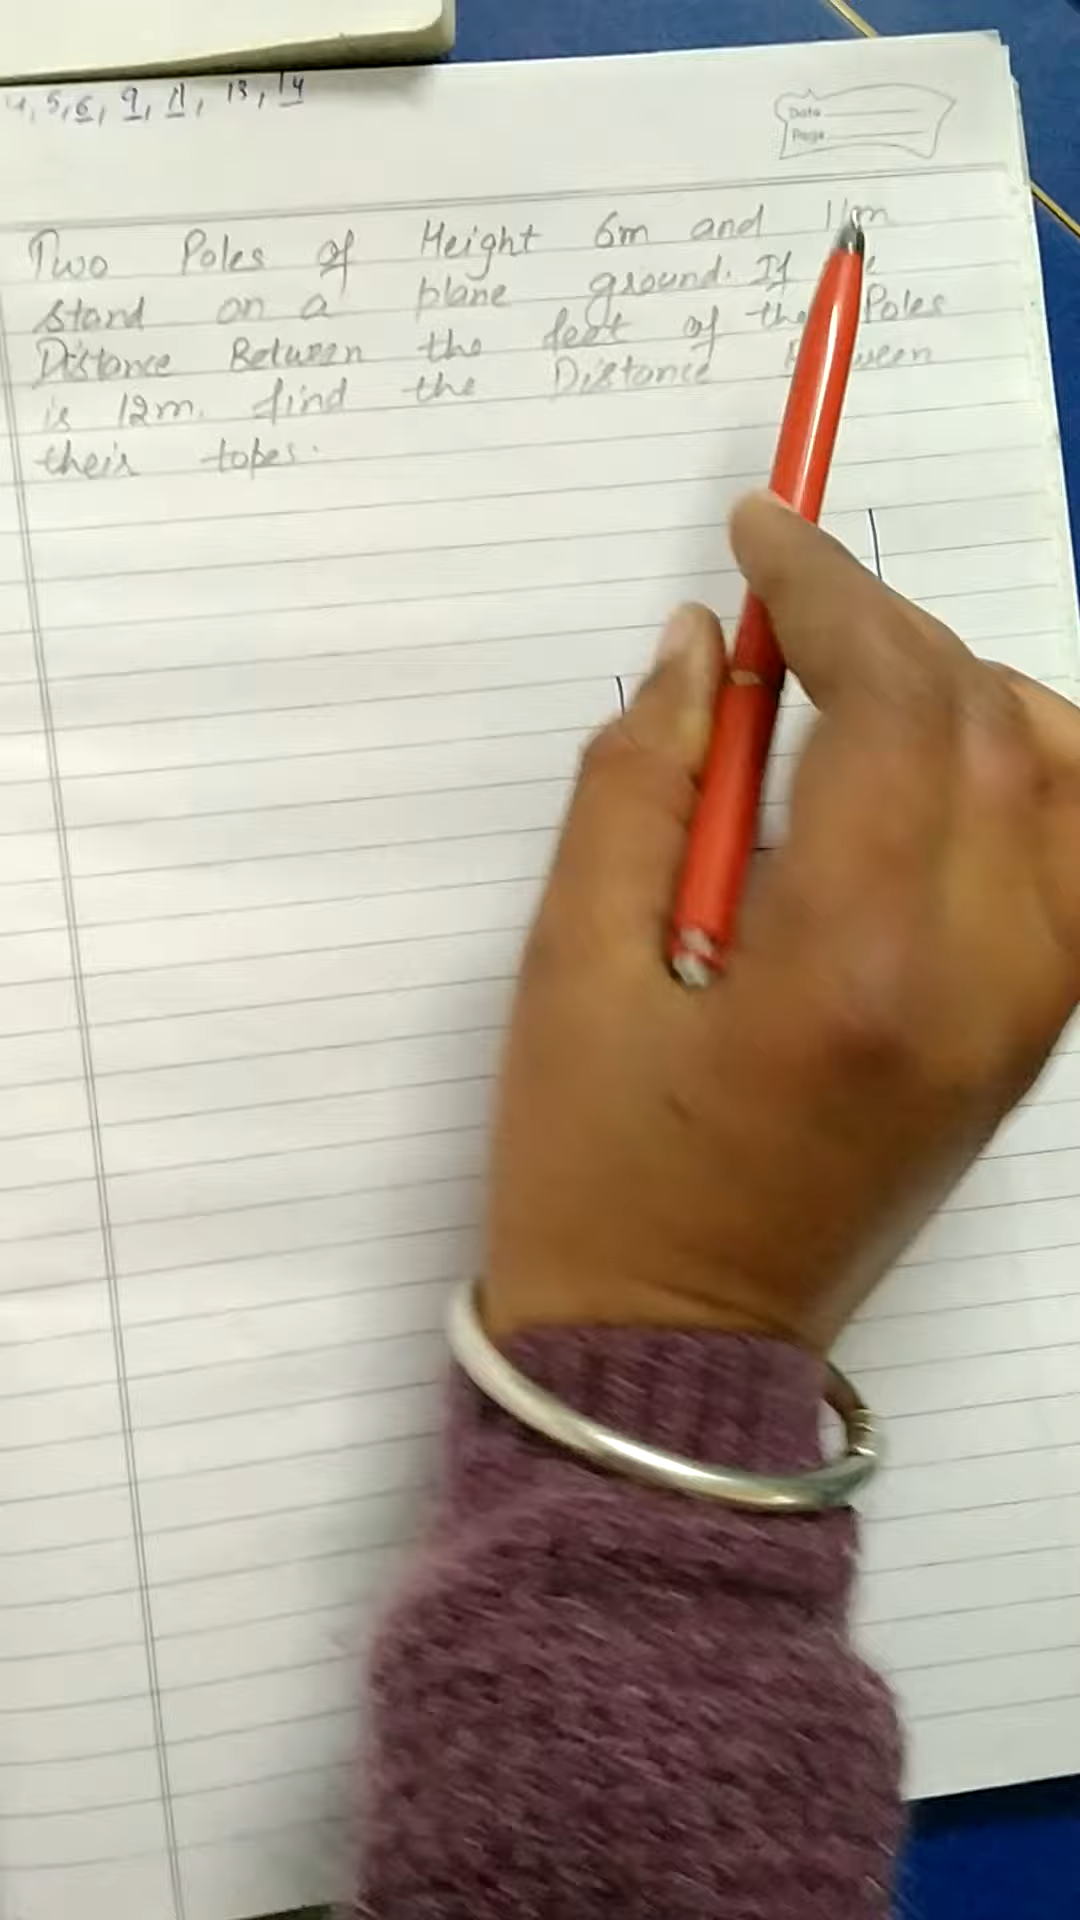 4, 5, 6, 9, 11, 13, 14
Date
Page
Two Poles of Height 6m and 11m
stand on a plane ground. If
Distance Between the feet of the Poles
is 12m. find the Distance
their topes.